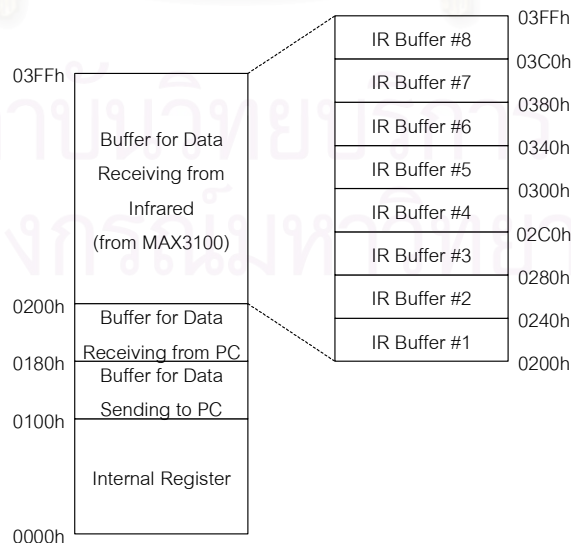 03FFh
Buffer for Data
Receiving from
Infrared
(from MAX3100)
0200h
Buffer for Data
Receiving from PC
0180h
Buffer for Data
Sending to PC
0100h
Internal Register
0000h
03FFh
IR Buffer #8
03C0h
IR Buffer #7
0380h
IR Buffer #6
0340h
IR Buffer #5
0300h
IR Buffer #4
02C0h
IR Buffer #3
0280h
IR Buffer #2
0240h
IR Buffer #1
0200h